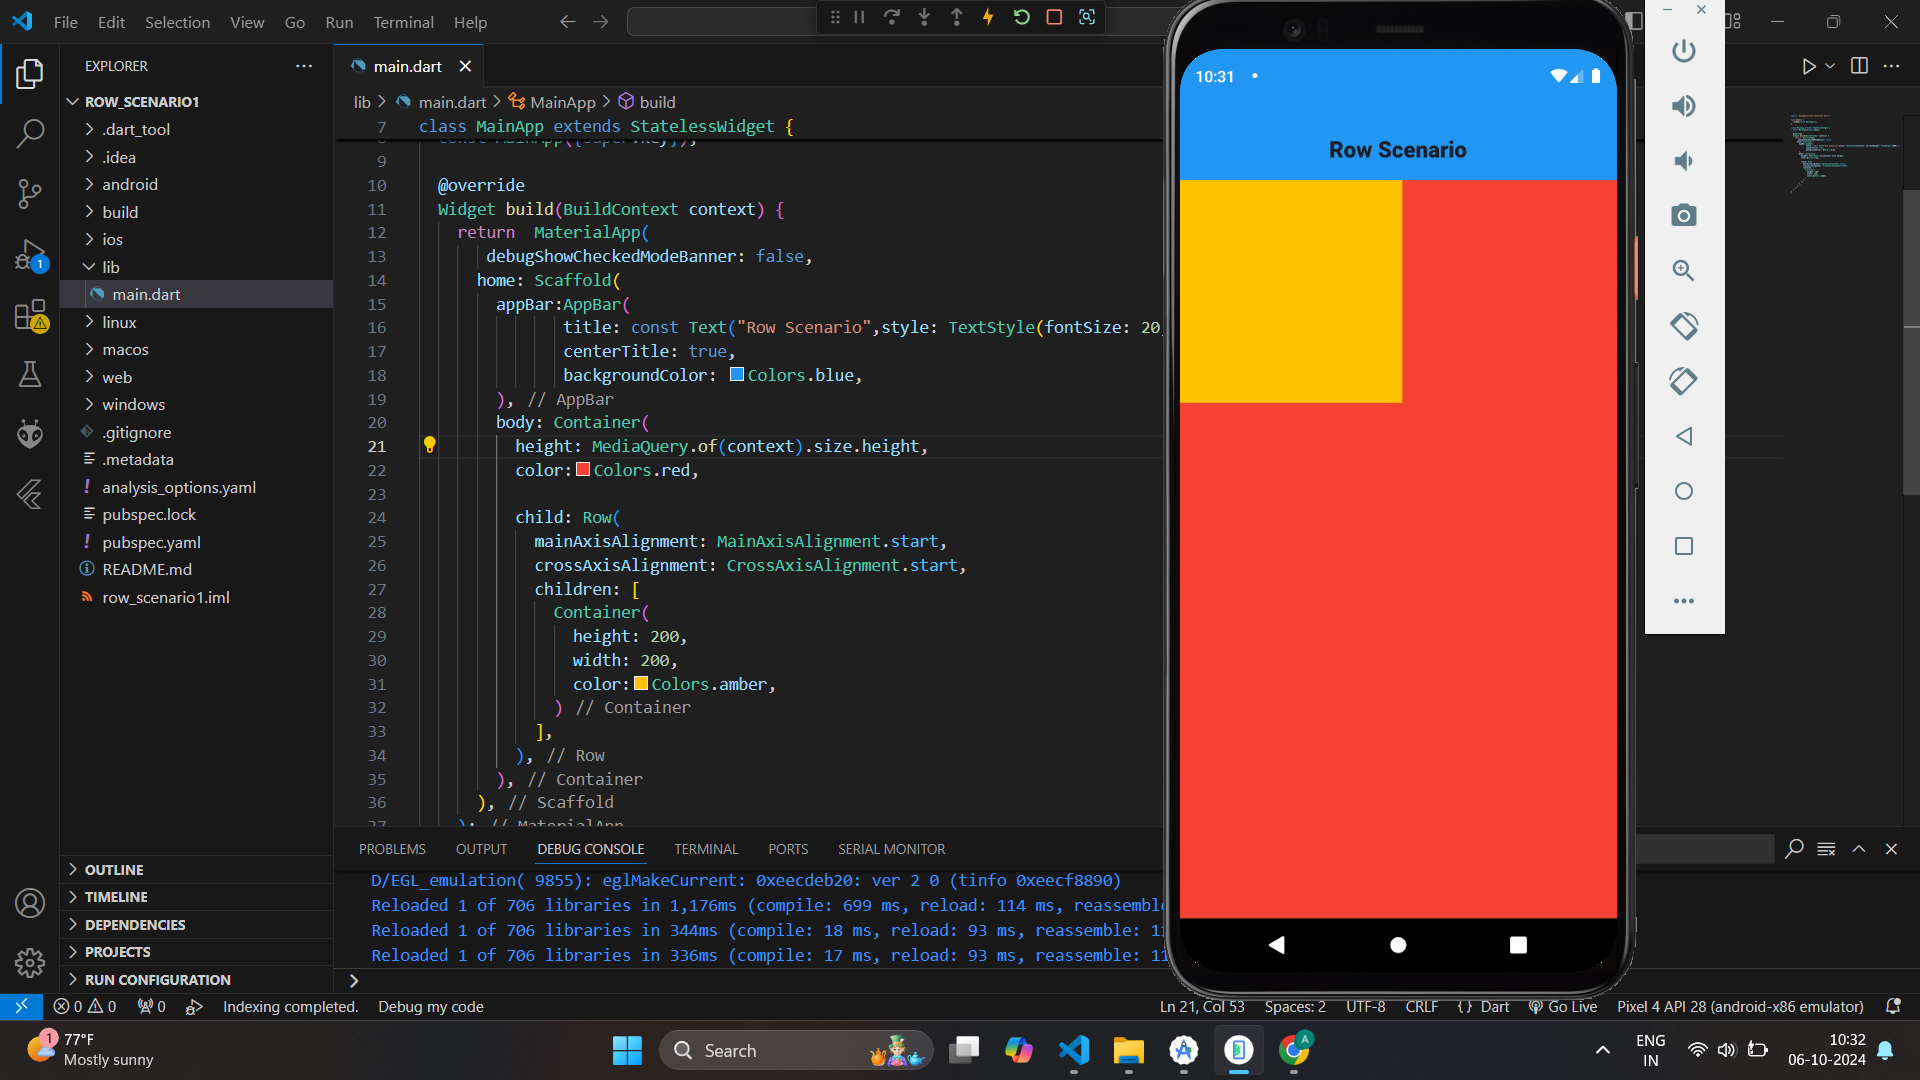 File Edit Selection View Go Run Terminal Help
EXPLORER
main.dart
ROW_SCENARIO1
.dart_tool
.idea
android
build
ios
lib
main.dart
linux
macos
web
windows
.gitignore
.metadata
analysis_options.yaml
pubspec.lock
pubspec.yaml
README.md
row_scenario1.iml
OUTLINE
TIMELINE
DEPENDENCIES
PROJECTS
RUN CONFIGURATION
lib > main.dart > MainApp > build
7 class MainApp extends StatelessWidget {
const MainApp({super.key});
9
10 @override
11 Widget build(BuildContext context) {
12 return MaterialApp(
13 debugShowCheckedModeBanner: false,
14 home: Scaffold(
15 appBar:AppBar(
16 title: const Text("Row Scenario",style: TextStyle(fontSize: 20
17 centerTitle: true,
18 backgroundColor: Colors.blue,
19 ), // AppBar
20 body: Container(
21 height: MediaQuery.of(context).size.height,
22 color: Colors.red,
23
24 child: Row(
25 mainAxisAlignment: MainAxisAlignment.start,
26 crossAxisAlignment: CrossAxisAlignment.start,
27 children: [
28 Container(
29 height: 200,
30 width: 200,
31 color: Colors.amber,
32 ) // Container
33 ],
34 ), // Row
35 ), // Container
36 ), // Scaffold
37 ); // MaterialApp
PROBLEMS OUTPUT DEBUG CONSOLE TERMINAL PORTS SERIAL MONITOR
D/EGL_emulation( 9855): eglMakeCurrent: 0xeecdeb20: ver 2 0 (tinfo 0xeecf8890)
Reloaded 1 of 706 libraries in 1,176ms (compile: 699 ms, reload: 114 ms, reassemble
Reloaded 1 of 706 libraries in 344ms (compile: 18 ms, reload: 93 ms, reassemble: 1
Reloaded 1 of 706 libraries in 336ms (compile: 17 ms, reload: 93 ms, reassemble: 11
10:31
Row Scenario
1
0 0 0 Indexing completed. Debug my code
Ln 21, Col 53 Spaces: 2 UTF-8 CRLF {} Dart Go Live Pixel 4 API 28 (android-x86 emulator)
1
77°F
Mostly sunny
Search
A
ENG
IN
10:32
06-10-2024